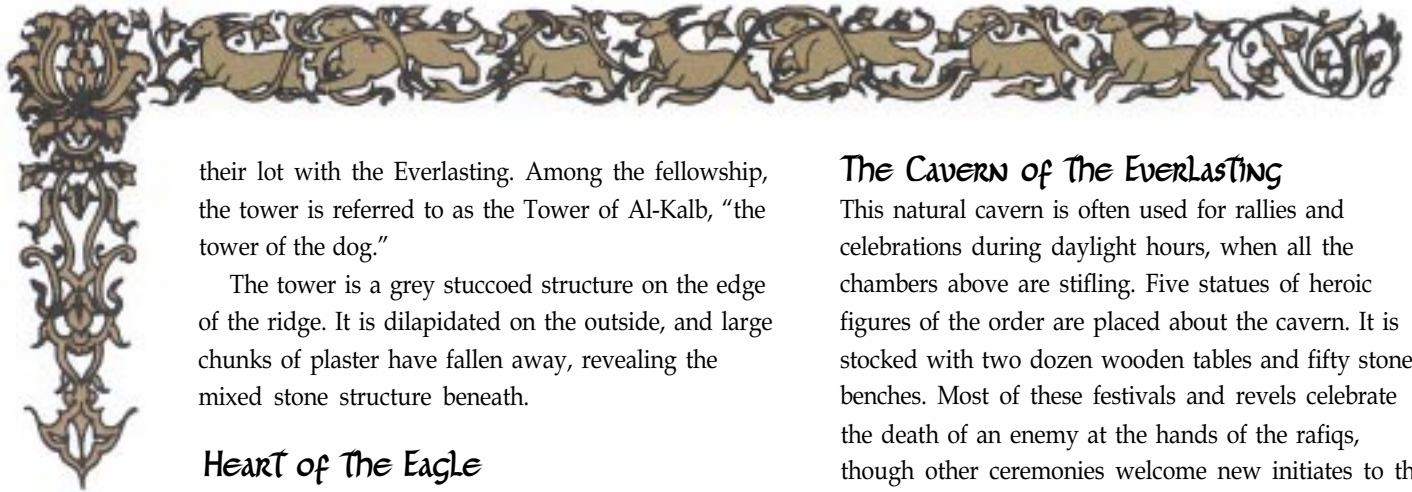 their lot with the Everlasting. Among the fellowship,
the tower is referred to as the Tower of Al-Kalb, “the
tower of the dog.”
The tower is a grey stuccoed structure on the edge
of the ridge. It is dilapidated on the outside, and large
chunks of plaster have fallen away, revealing the
mixed stone structure beneath.
Heart of the Eagle
The Cavern of the Everlasting
This natural cavern is often used for rallies and
celebrations during daylight hours, when all the
chambers above are stifling. Five statues of heroic
figures of the order are placed about the cavern. It is
stocked with two dozen wooden tables and fifty stone
benches. Most of these festivals and revels celebrate
the death of an enemy at the hands of the rafiqs,
though other ceremonies welcome new initiates to